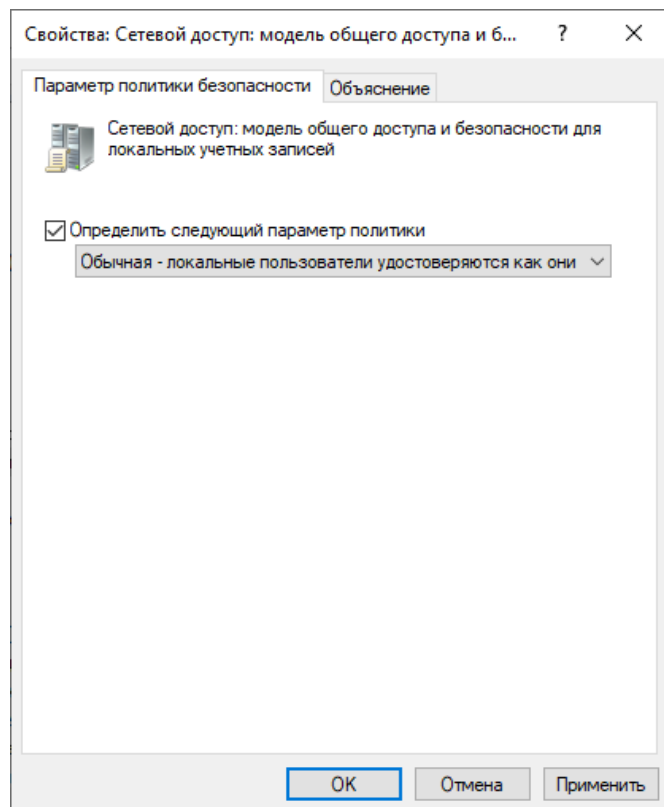 Свойства: Сетевой доступ: модель общего доступа и б...
Параметр политики безопасности
Объяснение
Сетевой доступ: модель общего доступа и безопасности для
локальных учетных записей
Определить следующий параметр политики
Обычная - локальные пользователи удостоверяются как они
OK
Отмена
Применить